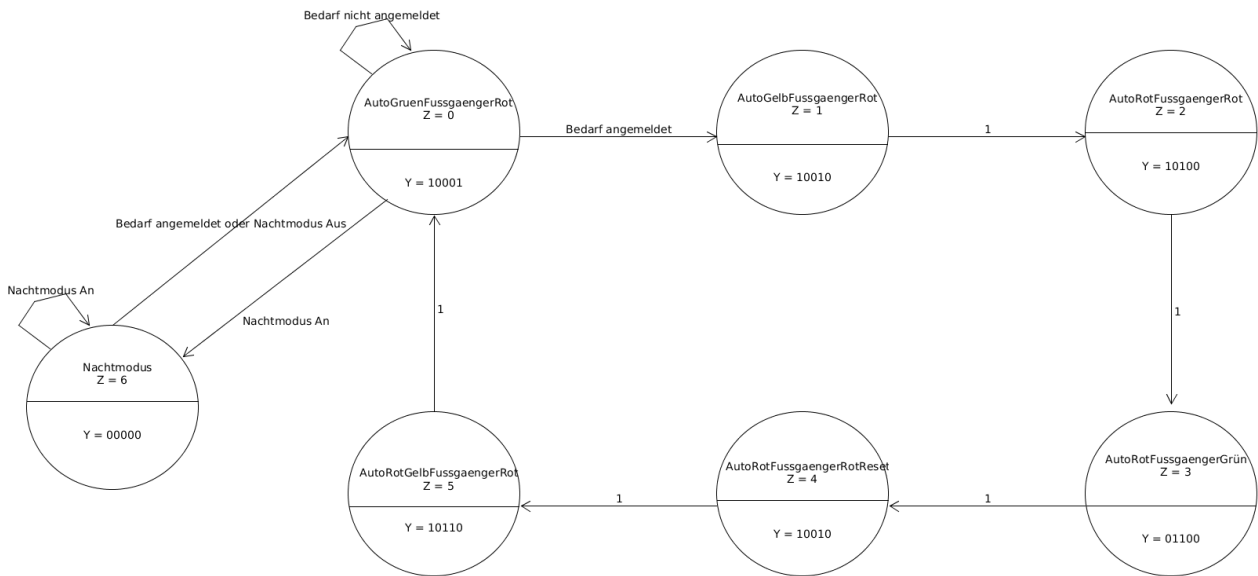 Bedarf nicht angemeldet
AutoGruenFussgaengerRot
Z = 0
Y = 10001
Bedarf angemeldet
AutoGelbFussgaengerRot
Z = 1
Y = 10010
1
AutoRotFussgaengerRot
Z = 2
Y = 10100
Bedarf angemeldet oder Nachtmodus Aus
Nachtmodus An
Nachtmodus An
1
1
Nachtmodus
Z = 6
Y = 00000
AutoRotGelbFussgaengerRot
Z = 5
Y = 10110
1
AutoRotFussgaengerRotReset
Z = 4
Y = 10010
1
AutoRotFussgaengerGrün
Z = 3
Y = 01100